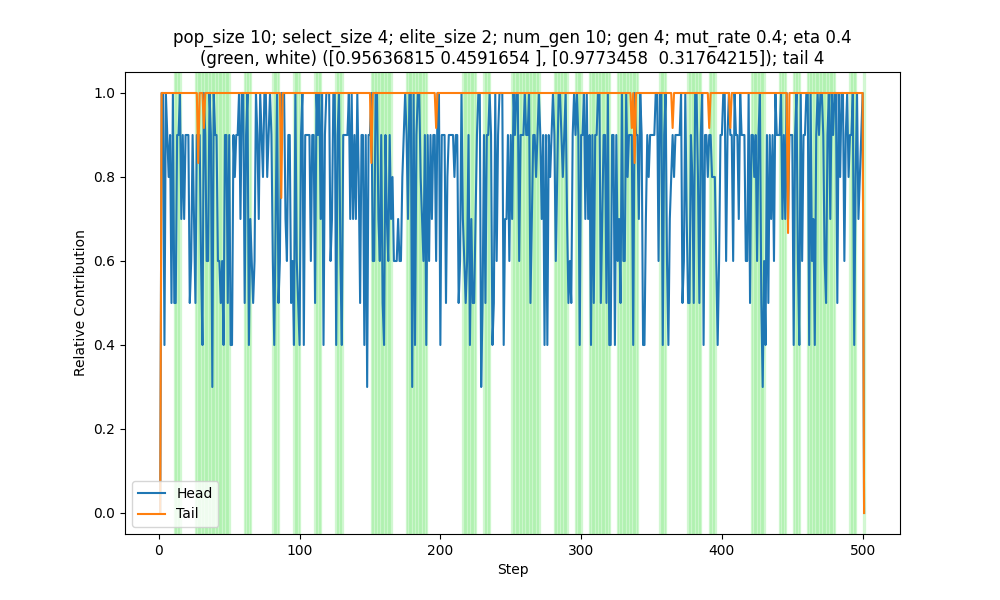 pop_size 10; select_size 4; elite_size 2; num_gen 10; gen 4; mut_rate 0.4; eta 0.4
(green, white) ([0.95636815 0.4591654 ], [0.9773458  0.31764215]); tail 4
1.0
0.8
0.6
0.4
0.2
0.0
Relative Contribution
Head
Tail
0
100
200
300
400
500
Step